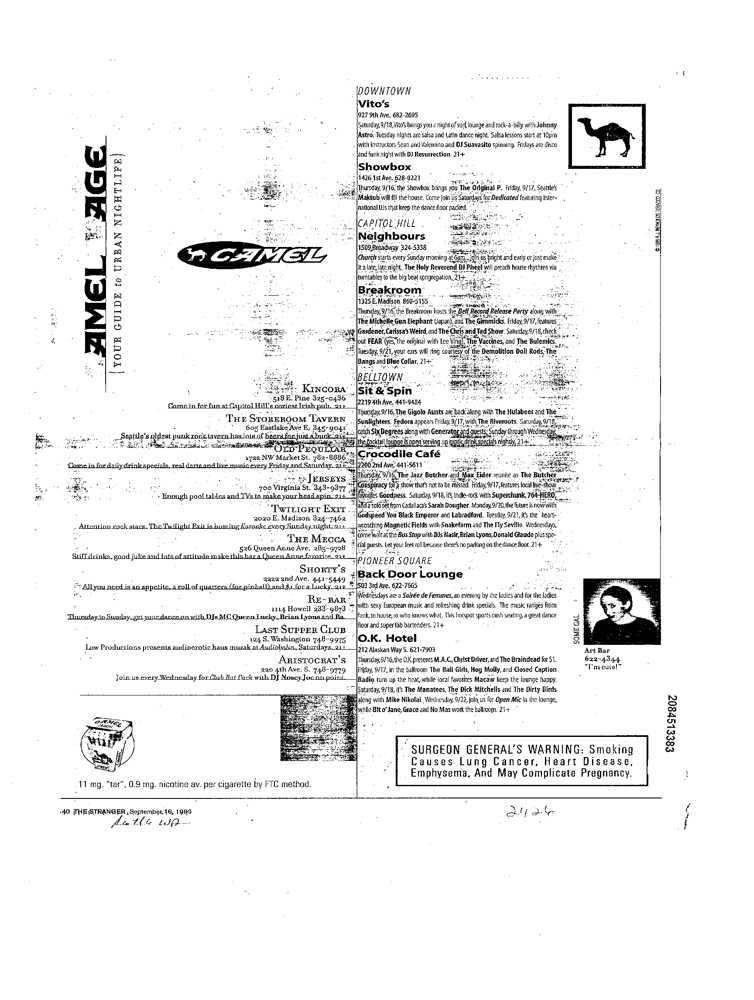 AMEL AGE
[YOUR GUIDE to URBAN NIGHTLIFE]
CAMEL
KINCORA
518 E. Pine 325-0436
Come in for fun at Capitol Hill's coziest Irish pub. 21+
THE STOREROOM TAVERN
605 Eastlake Ave E. 345-9041
Seattle's oldest punk rock tavern has lots of beers for just a buck. 21+
OLD PEQULIAR
1722 NW Market St. 782-8886
Come in for daily drink specials, real darts and live music every Friday and Saturday. 21+
JERSEYS
700 Virginia St. 343-9377
Enough pool tables and TVs to make your head spin. 21+
TWILIGHT EXIT
2020 E. Madison 324-7462
Attention rock stars. The Twilight Exit is hosting Karaoke every Sunday night. 21+
THE MECCA
526 Queen Anne Ave. 285-9728
Stiff drinks, good juke and lots of attitude make this bar a Queen Anne favorite. 21+
SHORTY'S
2222 2nd Ave. 441-5449
All you need is an appetite, a roll of quarters (for pinball) and $1 for a Lucky. 21+
RE-BAR
1114 Howell 233-9873
Thursday to Sunday, get your dance on with DJs MC Queen Lucky, Brian Lyons and Ba
LAST SUPPER CLUB
124 S. Washington 748-9975
Low Productions presents audioerotic haus muzak at Audiobahn, Saturdays. 21+
ARISTOCRAT'S
220 4th Ave. S. 748-9779
Join us every Wednesday for Club Rat Pack with DJ Nowey Joe on point.
11 mg. "tar", 0.9 mg. nicotine av. per cigarette by FTC method.
DOWNTOWN
Vito's
927 9th Ave. 682-2695
Saturday, 9/18, Vito's brings you a night of surf, lounge and rock-a-billy with Johnny
Astro. Tuesday nights are salsa and Latin dance night. Salsa lessons start at 10pm
with instructors Sean and Valentino and DJ Suavasito spinning. Fridays are disco
and funk night with DJ Resurrection. 21+
Showbox
1426 1st Ave. 628-0221
Thursday, 9/16, the Showbox brings you The Original P. Friday, 9/17, Seattle's
Maktub will fill the house. Come join us Saturdays for Dedicated featuring inter-
national DJs that keep the dance floor packed.
CAPITOL HILL
Neighbours
1509 Broadway 324-5358
Church starts every Sunday morning at 6am... join us bright and early or just make
it a late, late night. The Holy Reverend DJ Pheel will preach house rhythms via
turntables to the big beat congregation. 21+
Breakroom
1325 E. Madison 860-5155
Thursday, 9/16, the Breakroom hosts the Bell Record Release Party along with
The Michelle Gun Elephant (Japan), and The Gimmicks. Friday, 9/17, features
Gardener, Carissa's Weird, and The Chris and Tad Show. Saturday, 9/18, check
out FEAR (yes, the original with Lee Ving), The Vaccines, and The Bulemics.
Tuesday, 9/21, your ears will ring courtesy of the Demolition Doll Rods, The
Bangs and Blue Collar. 21+
BELLTOWN
Sit & Spin
2219 4th Ave. 441-9484
Thursday, 9/16, The Gigolo Aunts are back along with The Hulabees and The
Sunlighters. Fedora appears Friday, 9/17, with The Riveroots. Saturday, 9/18,
catch Six Degrees along with Generator and guests. Sunday through Wednesday,
the cocktail lounge is open serving up drink specials nightly. 21+
Crocodile Café
2200 2nd Ave. 441-5611
Thursday, 9/16, The Jazz Butcher and Max Eider reunite as The Butcher
Conspiracy for a show that's not to be missed. Friday, 9/17, features local live-show
favorites Goodness. Saturday, 9/18, it's indie-rock with Superchunk, 764-HERO,
and a solo set from Cadallaca's Sarah Dougher. Monday, 9/20, the future is now with
Godspeed You Black Emperor and Labradford. Tuesday, 9/21, it's the heart-
wrenching Magnetic Fields with Snakefarm and The Fly Seville. Wednesdays,
come wait at the Bus Stop with DJs Nasir, Brian Lyons, Donald Glaude plus spe-
cial guests. Let your feet roll because there's no parking on the dance floor. 21+
PIONEER SQUARE
Back Door Lounge
503 3rd Ave. 622-7665
Wednesdays are a Soirée de Femmes, an evening by the ladies and for the ladies
with sexy European music and refreshing drink specials. The music ranges from
funk, to house, to who knows what. This hotspot sports cush seating, a great dance
floor and super fab bartenders. 21+
O.K. Hotel
212 Alaskan Way S. 621-7903
Thursday, 9/16, the O.K. presents M.A.C., Christ Driver, and The Braindead for $1.
Friday, 9/17, in the ballroom The Bali Girls, Hog Molly, and Closed Caption
Radio turn up the heat, while local favorites Macaw keep the lounge happy.
Saturday, 9/18, it's The Manatees, The Dick Mitchells and The Dirty Birds
along with Mike Nikolai. Wednesday, 9/22, join us for Open Mic in the lounge,
while Bit o' Jane, Grace and No Mas work the ballroom. 21+
SOME GAL
Art Bar
622-4344
"I'm cute!"
SURGEON GENERAL'S WARNING: Smoking
Causes Lung Cancer, Heart Disease,
Emphysema, And May Complicate Pregnancy.
2084513383
40 THE STRANGER September 16, 1999
Seattle WA
2426